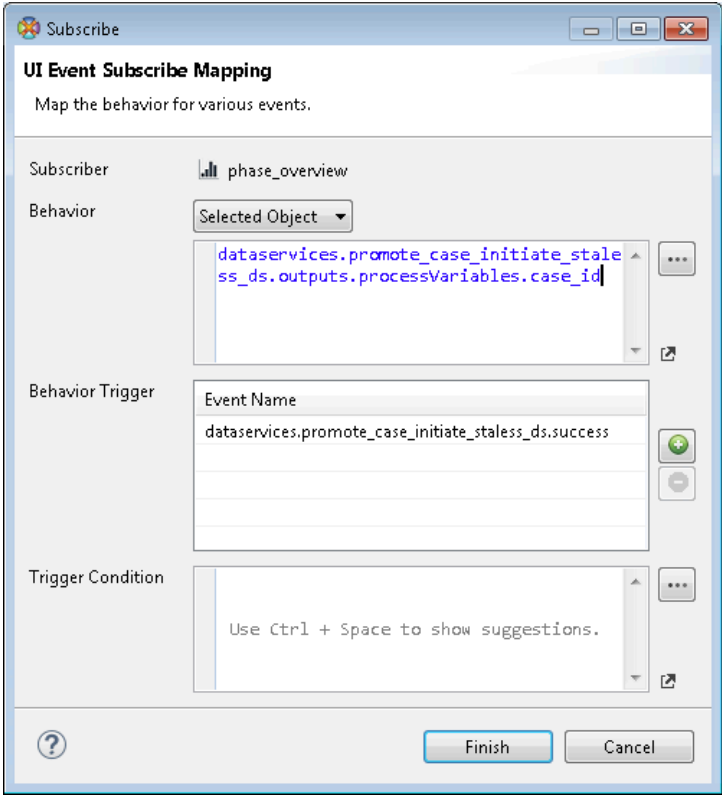 Subscribe
UI Event Subscribe Mapping
Map the behavior for various events.
Subscriber phase_overview
Behavior Selected Object
dataservices.promote_case_initiate_stale
ss_ds.outputs.processVariables.case_id
Behavior Trigger
Event Name
dataservices.promote_case_initiate_staless_ds.success
Trigger Condition
Use Ctrl + Space to show suggestions.
Finish Cancel